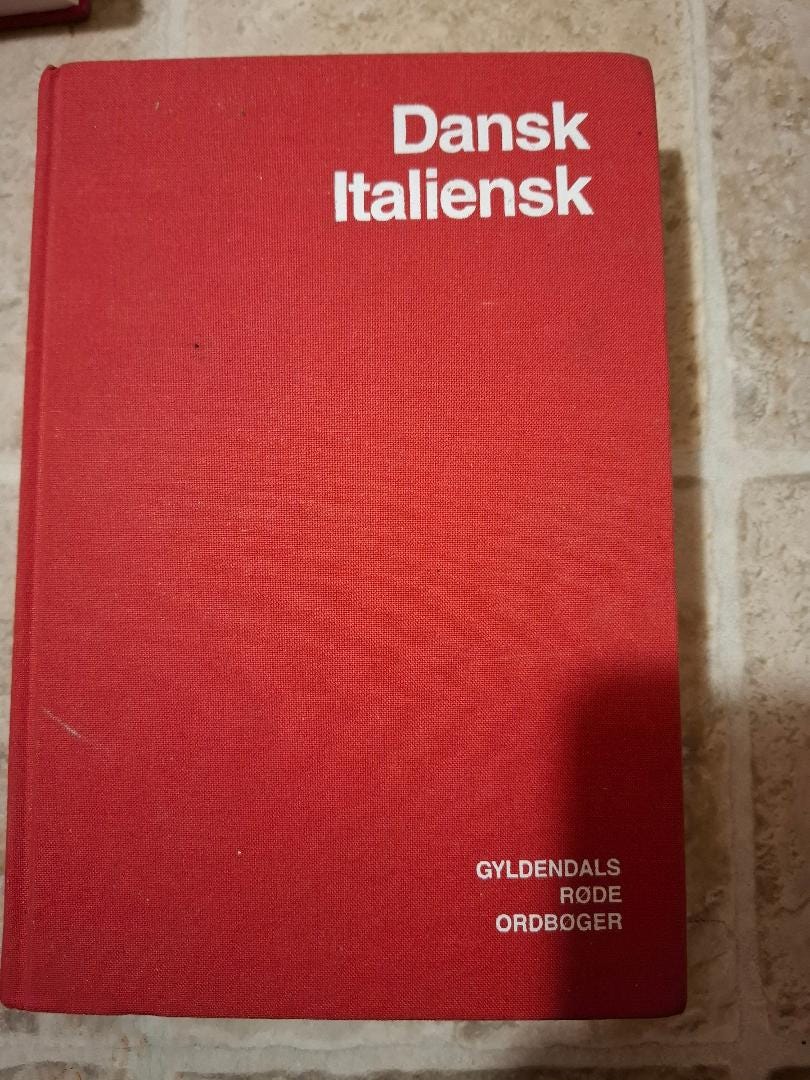 Dansk
Italiensk
GYLDENDALS
RØDE
ORDBØGER